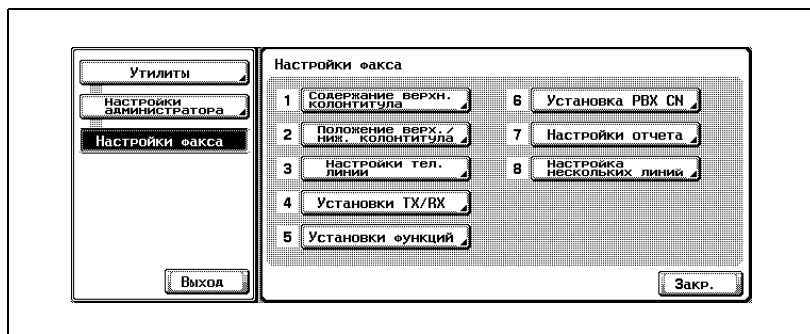 Утилиты
Настройки
администратора
Настройки факса
Выход
Настройки факса
1 Содержание верхн.
колонтитула
2 Положение верх./
ниж. колонтитула
3 Настройки тел.
линии
4 Установки TX/RX
5 Установки функций
6 Установка PBX CN
7 Настройки отчета
8 Настройка
нескольких линий
Закр.